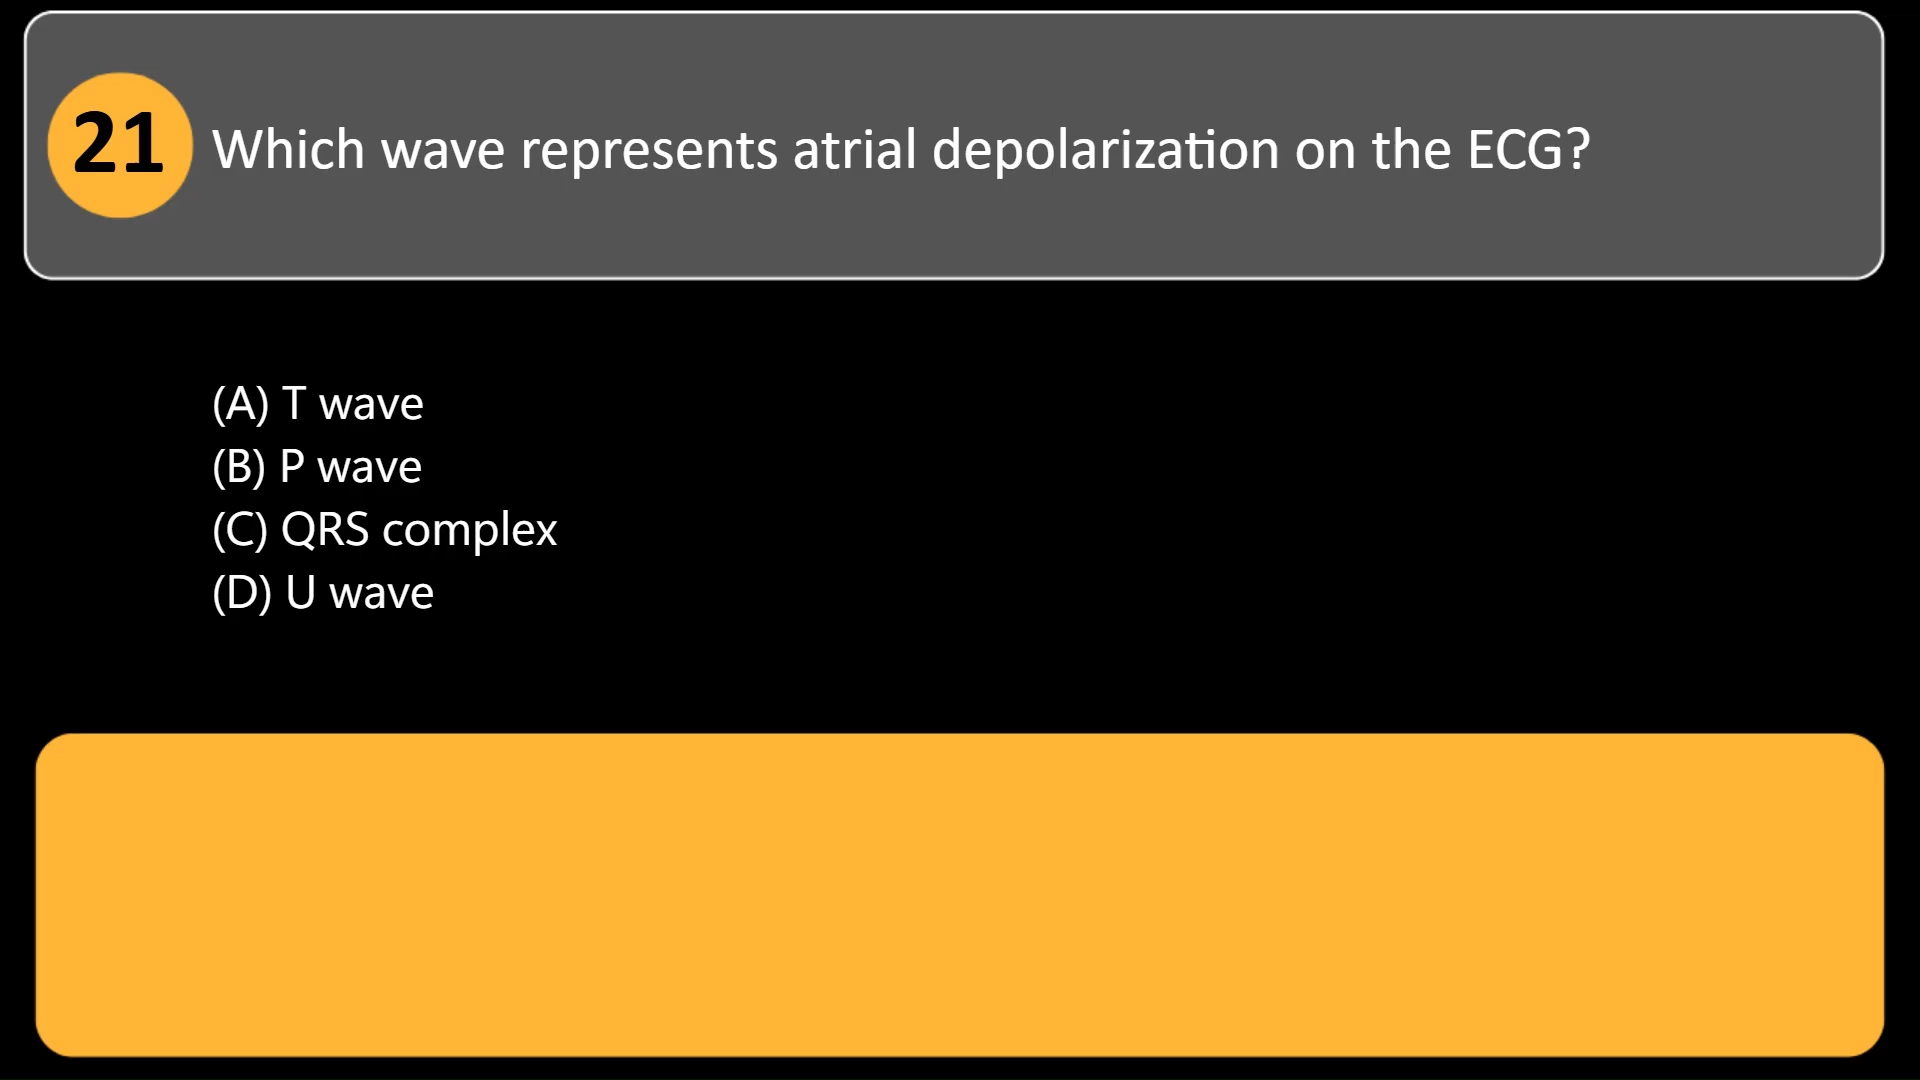 21 Which wave represents atrial depolarization on the ECG?
(A) T wave
(B) P wave
(C) QRS complex
(D) U wave